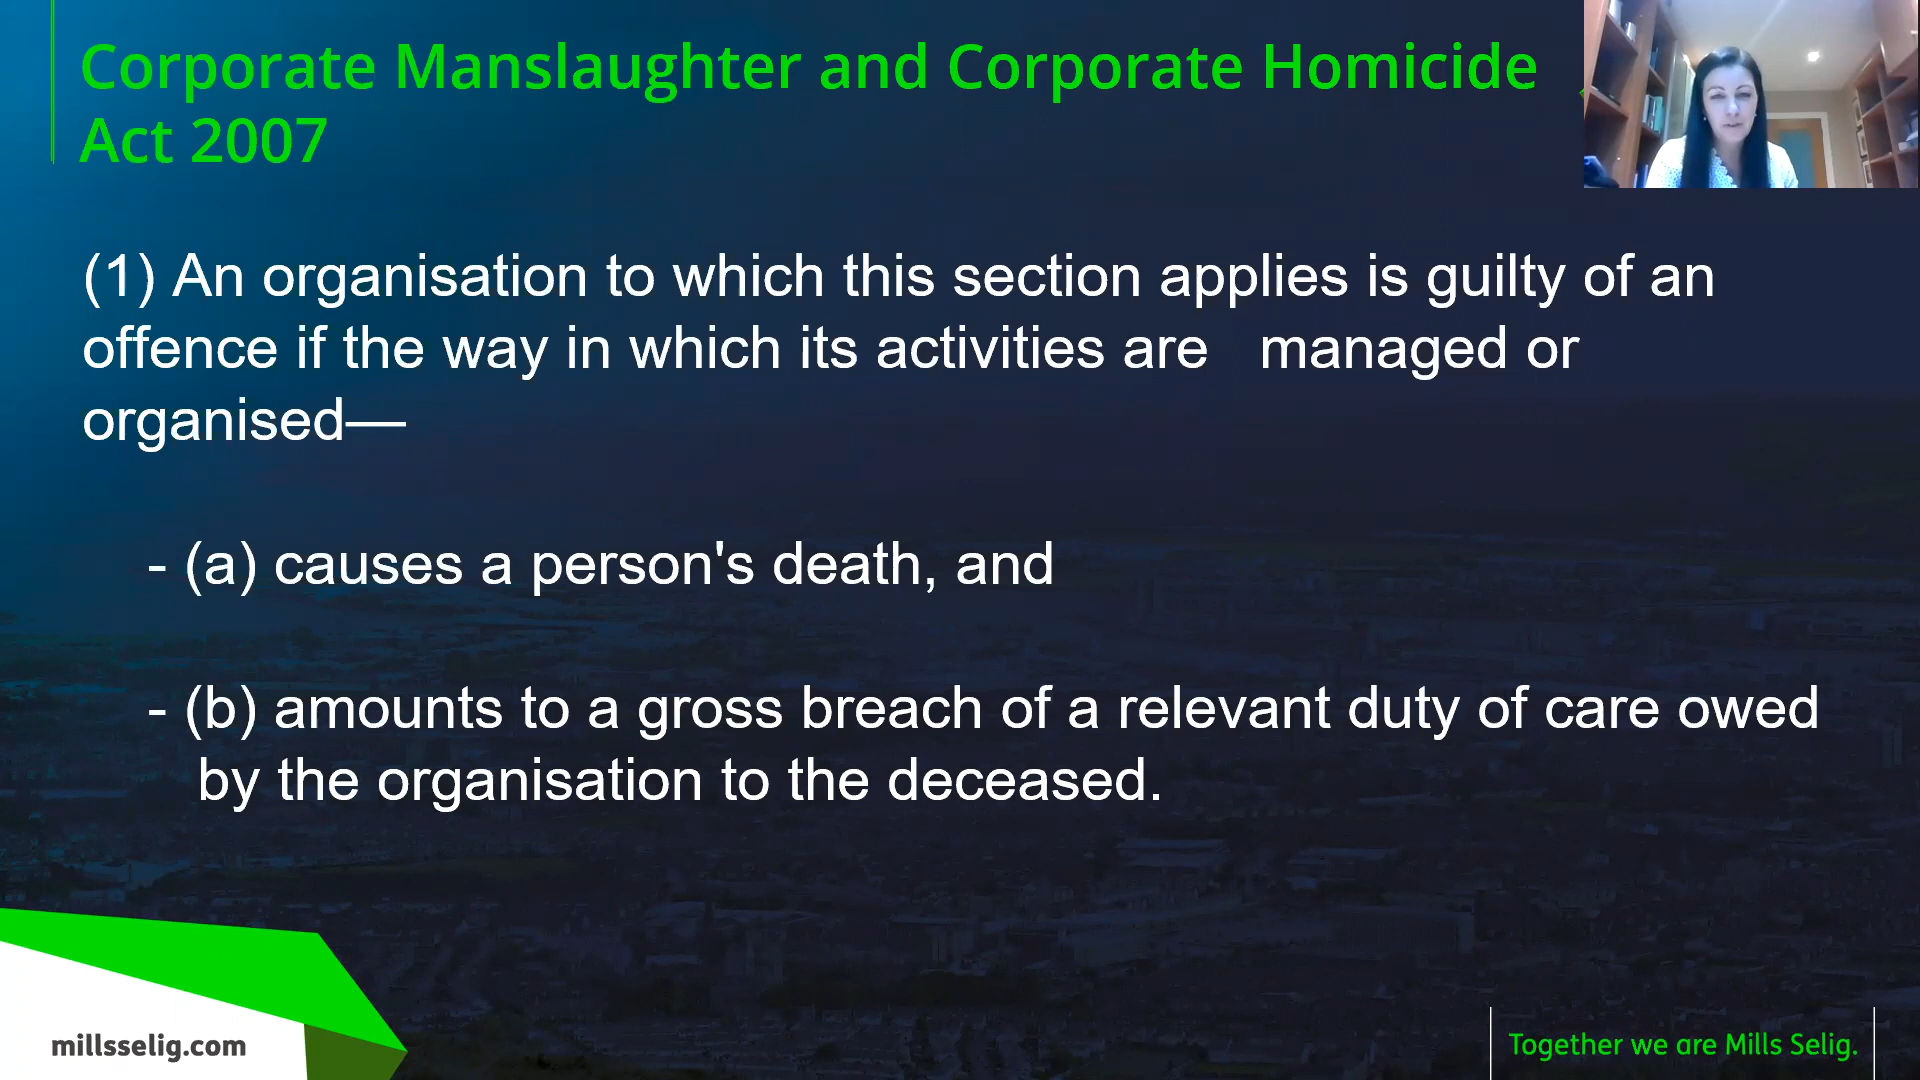 Corporate Manslaughter and Corporate Homicide
Act 2007
(1) An organisation to which this section applies is guilty of an
offence if the way in which its activities are   managed or
organised—
- (a) causes a person's death, and
- (b) amounts to a gross breach of a relevant duty of care owed
by the organisation to the deceased.
millsselig.com
Together we are Mills Selig.